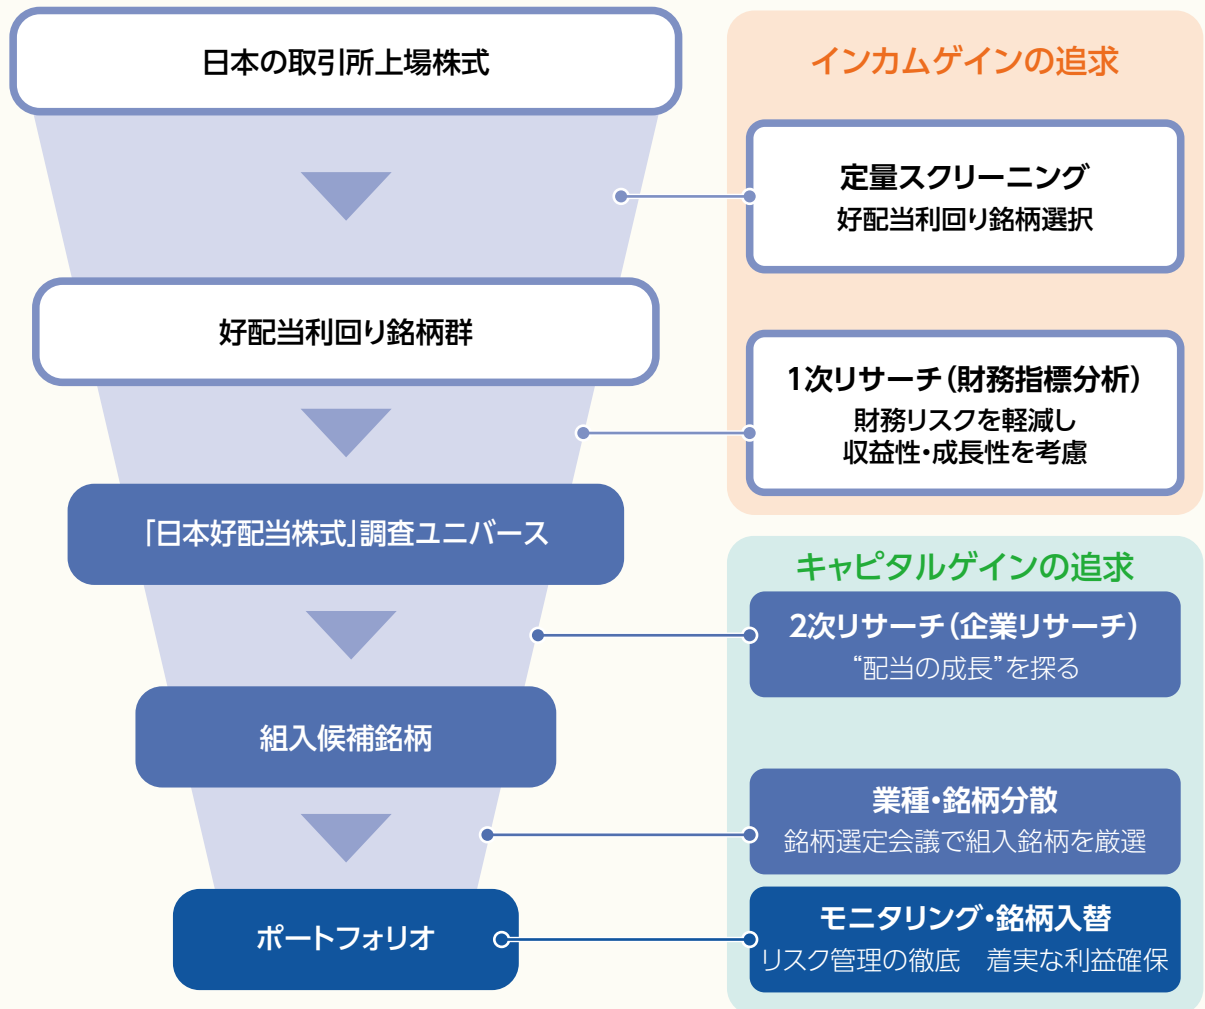 日本の取引所上場株式
インカムゲインの追求
定量スクリーニング
好配当利回り銘柄選択
好配当利回り銘柄群
1次リサーチ（財務指標分析）
財務リスクを軽減し
収益性・成長性を考慮
「日本好配当株式」調査ユニバース
キャピタルゲインの追求
2次リサーチ（企業リサーチ）
“配当の成長”を探る
組入候補銘柄
業種・銘柄分散
銘柄選定会議で組入銘柄を厳選
ポートフォリオ
モニタリング・銘柄入替
リスク管理の徹底　着実な利益確保